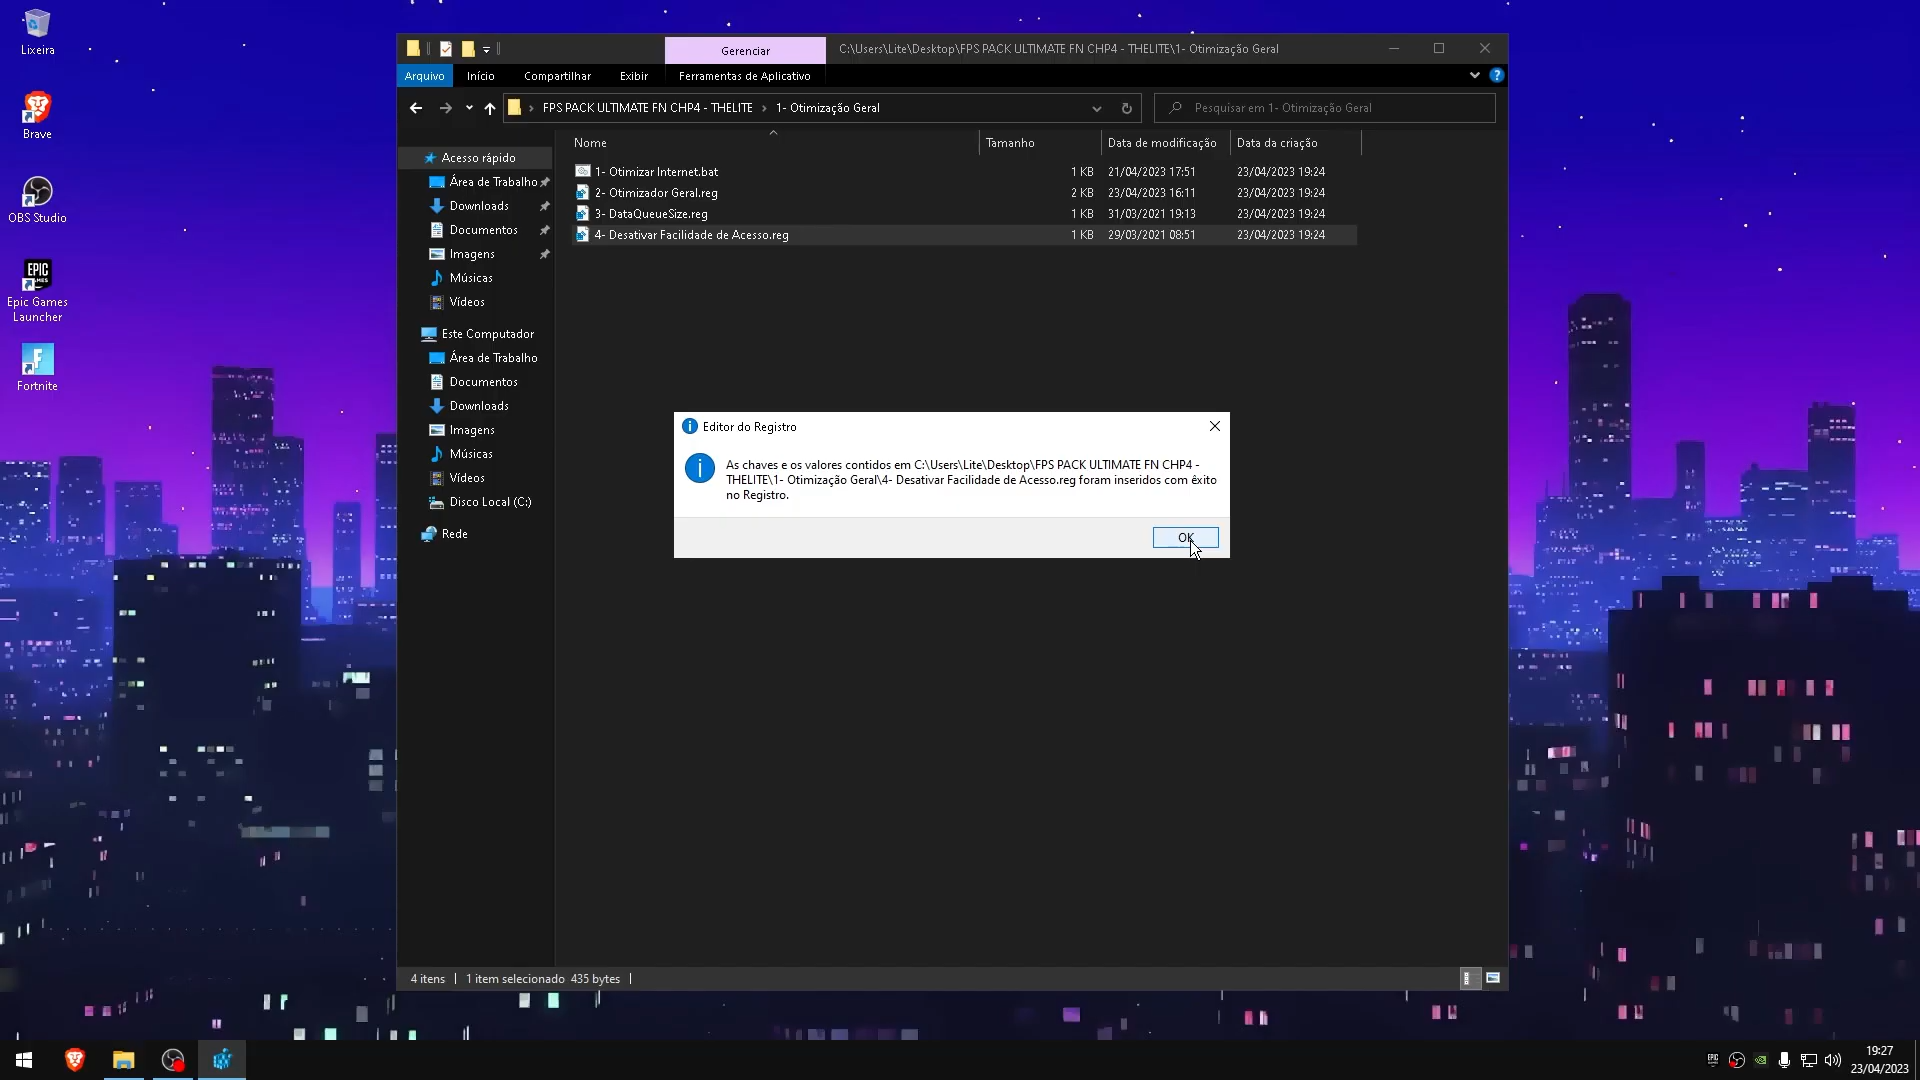 Lixeira
Brave
OBS Studio
EPIC
GAMES
Epic Games
Launcher
Fortnite
Gerenciar
C:\Users\Lite\Desktop\FPS PACK ULTIMATE FN CHP4 - THELITE\1- Otimização Geral
Arquivo
Início
Compartilhar
Exibir
Ferramentas de Aplicativo
FPS PACK ULTIMATE FN CHP4 - THELITE > 1- Otimização Geral
Pesquisar em 1- Otimização Geral
Acesso rápido
Área de Trabalho
Downloads
Documentos
Imagens
Músicas
Vídeos
Este Computador
Área de Trabalho
Documentos
Downloads
Imagens
Músicas
Vídeos
Disco Local (C:)
Rede
Nome Tamanho Data de modificação Data da criação
1- Otimizar Internet.bat 1 KB 21/04/2023 17:51 23/04/2023 19:24
2- Otimizador Geral.reg 2 KB 23/04/2023 16:11 23/04/2023 19:24
3- DataQueueSize.reg 1 KB 31/03/2021 19:13 23/04/2023 19:24
4- Desativar Facilidade de Acesso.reg 1 KB 29/03/2021 08:51 23/04/2023 19:24
Editor do Registro
As chaves e os valores contidos em C:\Users\Lite\Desktop\FPS PACK ULTIMATE FN CHP4 -
THELITE\1- Otimização Geral\4- Desativar Facilidade de Acesso.reg foram inseridos com êxito
no Registro.
OK
4 itens
1 item selecionado 435 bytes
19:27
23/04/2023